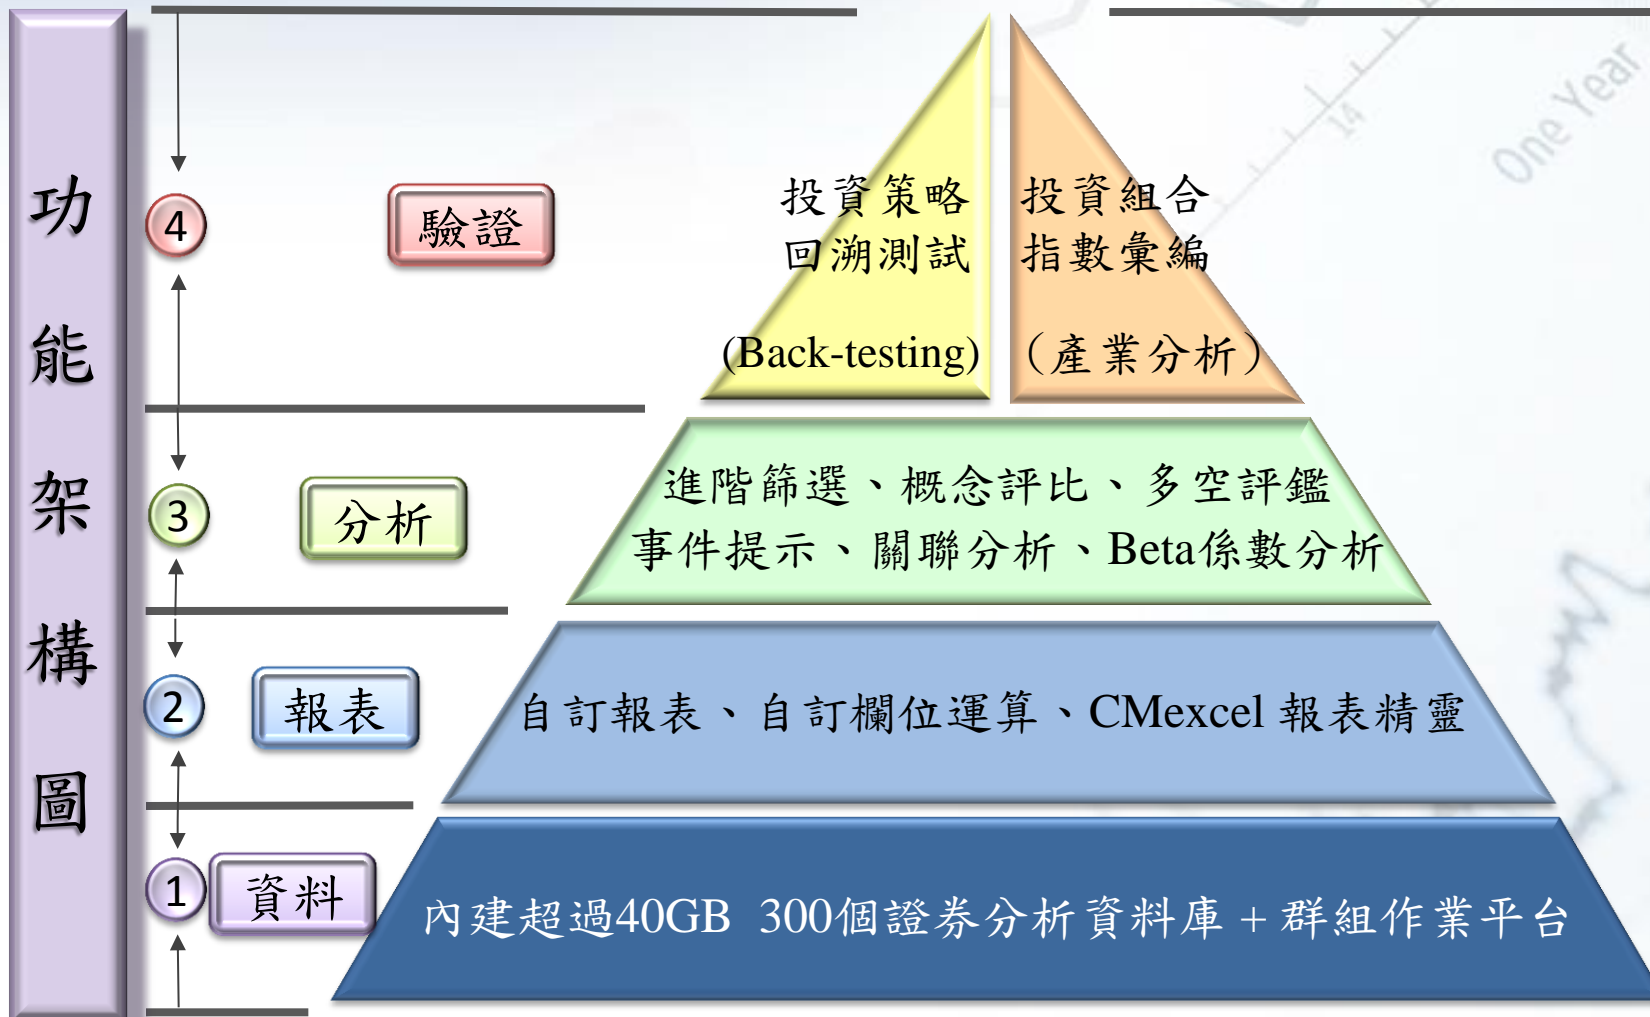 功能架構圖
4
驗證
投資策略
回溯測試
(Back-testing)
投資組合
指數彙編
（產業分析）
3
分析
進階篩選、概念評比、多空評鑑
事件提示、關聯分析、Beta係數分析
2
報表
自訂報表、自訂欄位運算、CMexcel 報表精靈
1
資料
內建超過40GB 300個證券分析資料庫 + 群組作業平台
14
One Year